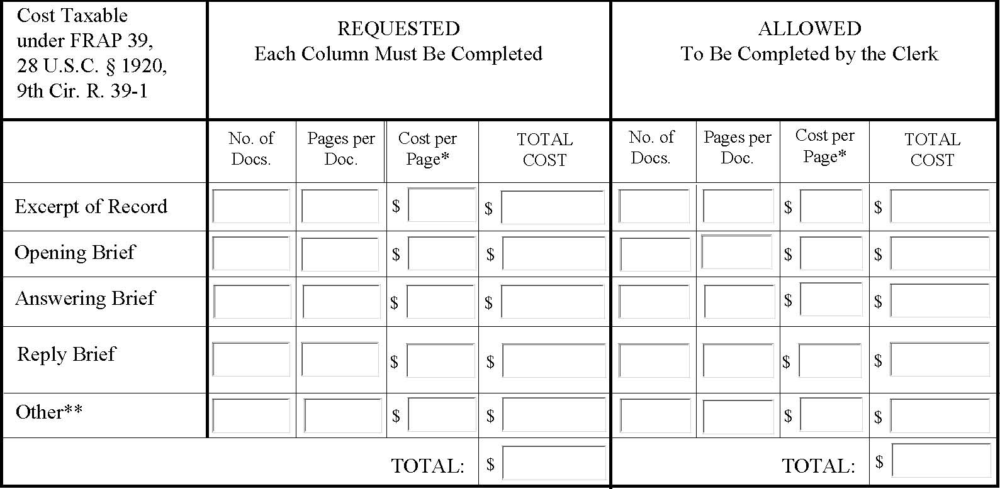 Cost Taxable
under FRAP 39,
28 U.S.C. § 1920,
9th Cir. R. 39-1
REQUESTED
Each Column Must Be Completed
ALLOWED
To Be Completed by the Clerk
No. of
Docs.
Pages per
Doc.
Cost per
Page*
TOTAL
COST
No. of
Docs.
Pages per
Doc.
Cost per
Page*
TOTAL
COST
Excerpt of Record $ $ $ $
Opening Brief $ $ $ $
Answering Brief $ $ $ $
Reply Brief $ $ $ $
Other** $ $ $ $
TOTAL: $ TOTAL: $